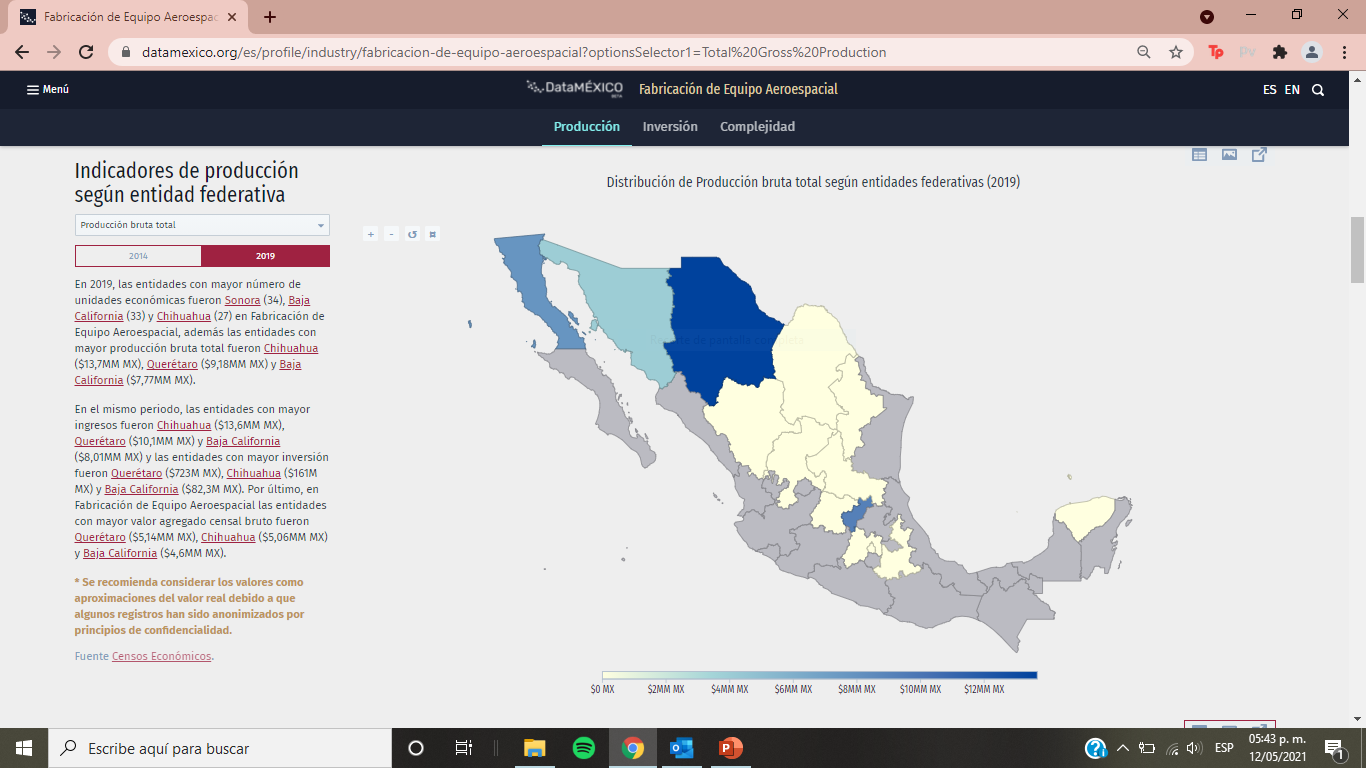 Fabricación de Equipo Aeroespac
datamexico.org/es/profile/industry/fabricacion-de-equipo-aeroespacial?optionsSelector1=Total%20Gross%20Production
Menú
DataMÉXICO
BETA
Fabricación de Equipo Aeroespacial
ES EN
Producción Inversión Complejidad
Indicadores de producción
según entidad federativa
Producción bruta total
2014 2019
En 2019, las entidades con mayor número de
unidades económicas fueron Sonora (34), Baja
California (33) y Chihuahua (27) en Fabricación de
Equipo Aeroespacial, además las entidades con
mayor producción bruta total fueron Chihuahua
($13,7MM MX), Querétaro ($9,18MM MX) y Baja
California ($7,77MM MX).
En el mismo periodo, las entidades con mayor
ingresos fueron Chihuahua ($13,6MM MX),
Querétaro ($10,1MM MX) y Baja California
($8,01MM MX) y las entidades con mayor inversión
fueron Querétaro ($723M MX), Chihuahua ($161M
MX) y Baja California ($82,3M MX). Por último, en
Fabricación de Equipo Aeroespacial las entidades
con mayor valor agregado censal bruto fueron
Querétaro ($5,14MM MX), Chihuahua ($5,06MM MX)
y Baja California ($4,6MM MX).
* Se recomienda considerar los valores como
aproximaciones del valor real debido a que
algunos registros han sido anonimizados por
principios de confidencialidad.
Fuente Censos Económicos.
Distribución de Producción bruta total según entidades federativas (2019)
$0 MX $2MM MX $4MM MX $6MM MX $8MM MX $10MM MX $12MM MX
Escribe aquí para buscar
ESP
05:43 p. m.
12/05/2021
1